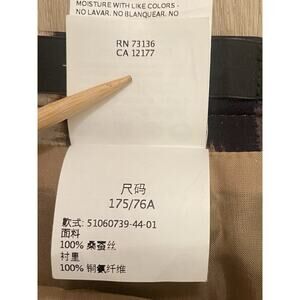 MOISTURE WITH LIKE COLORS -
NO LAVAR, NO BLANQUEAR, NO
RN 73136
CA 12177
尺码
175/76A
款式: 51060739-44-01
面料
100% 桑蚕丝
衬里
100% 铜氨纤维